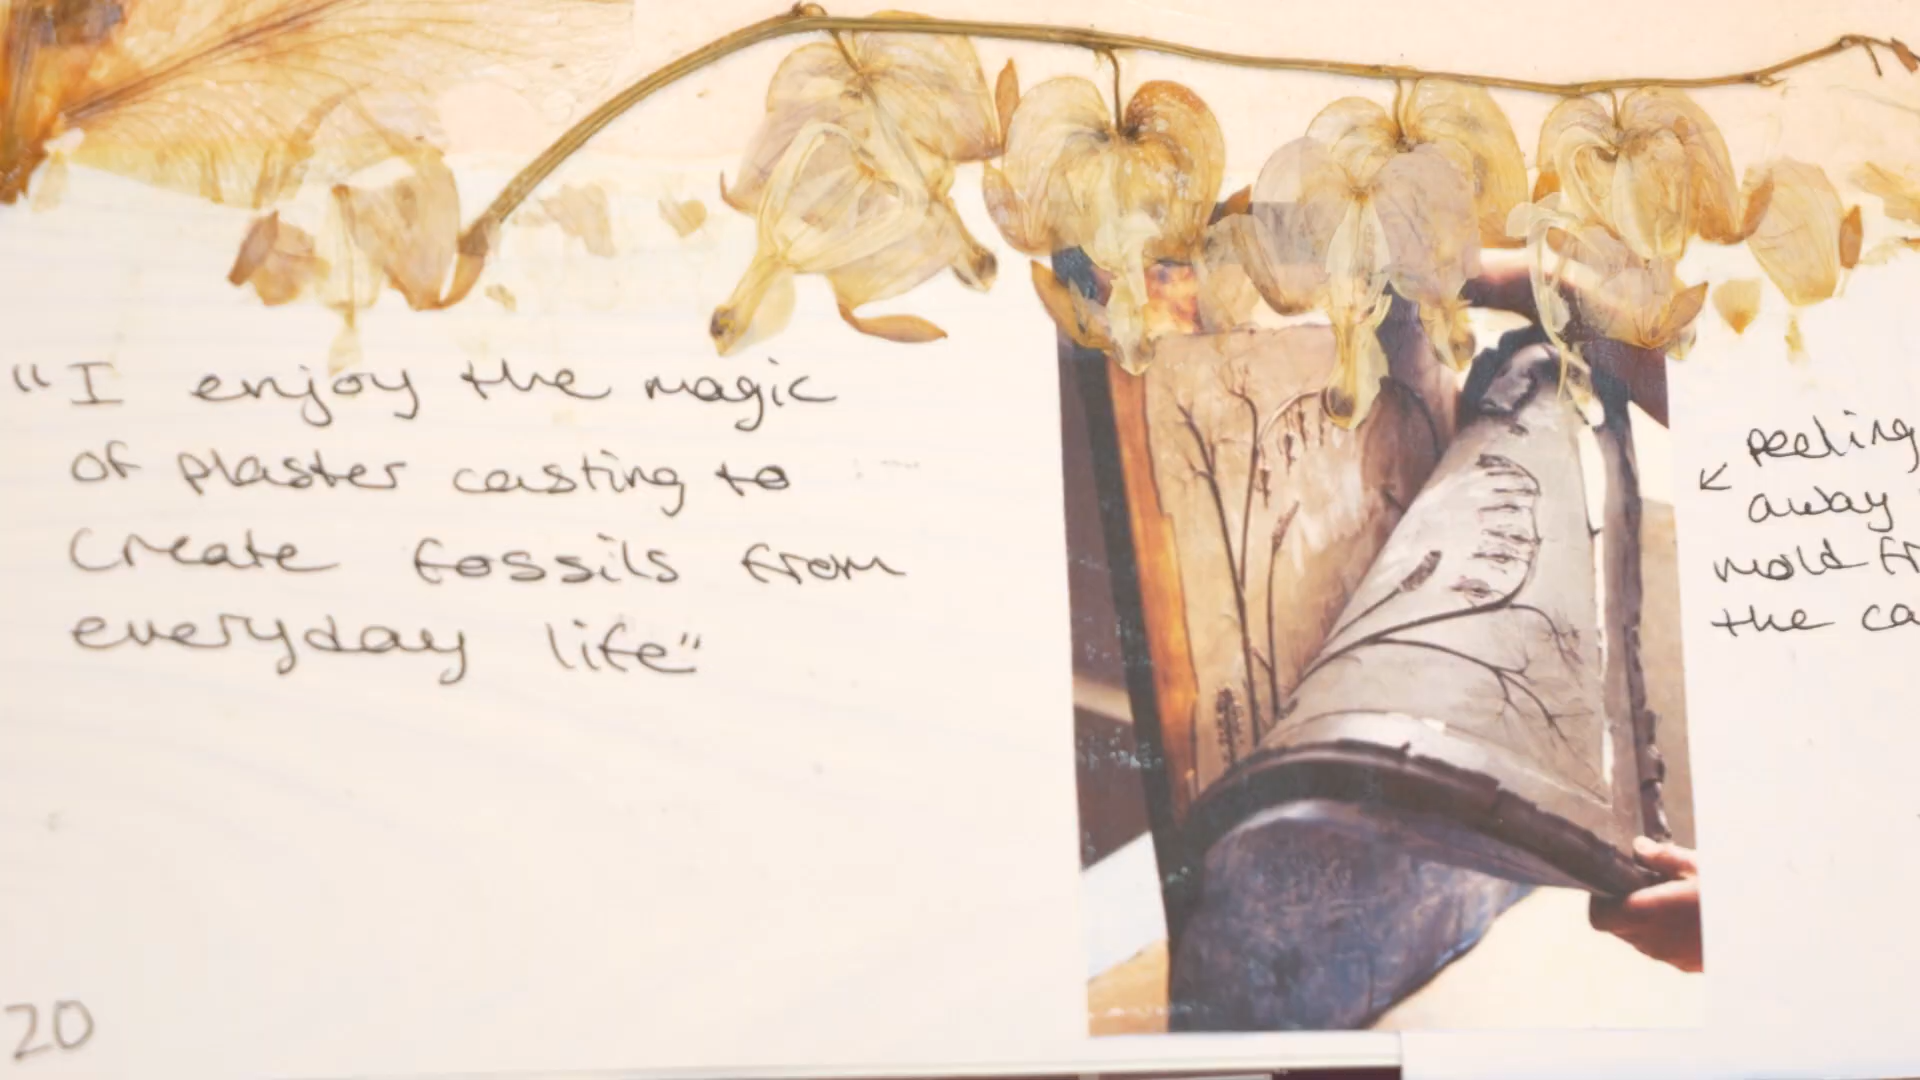 "I enjoy the magic
of plaster casting to
create fossils from
everyday life"
peeling
away
mold
the
20